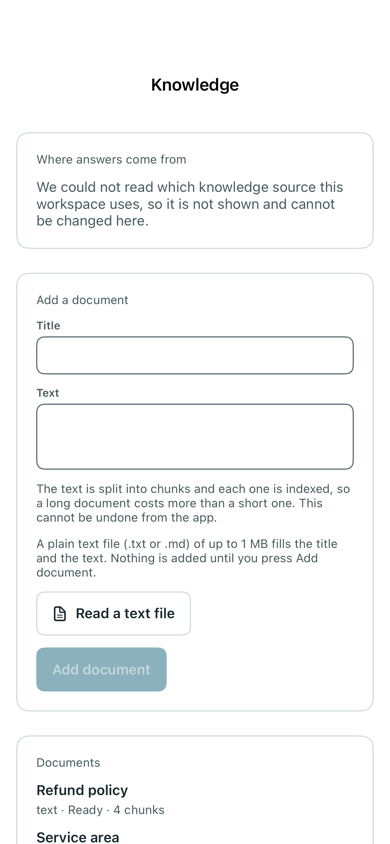 Knowledge
Where answers come from
We could not read which knowledge source this
workspace uses, so it is not shown and cannot
be changed here.
Add a document
Title
Text
The text is split into chunks and each one is indexed, so
a long document costs more than a short one. This
cannot be undone from the app.
A plain text file (.txt or .md) of up to 1 MB fills the title
and the text. Nothing is added until you press Add
document.
Read a text file
Add document
Documents
Refund policy
text · Ready · 4 chunks
Service area